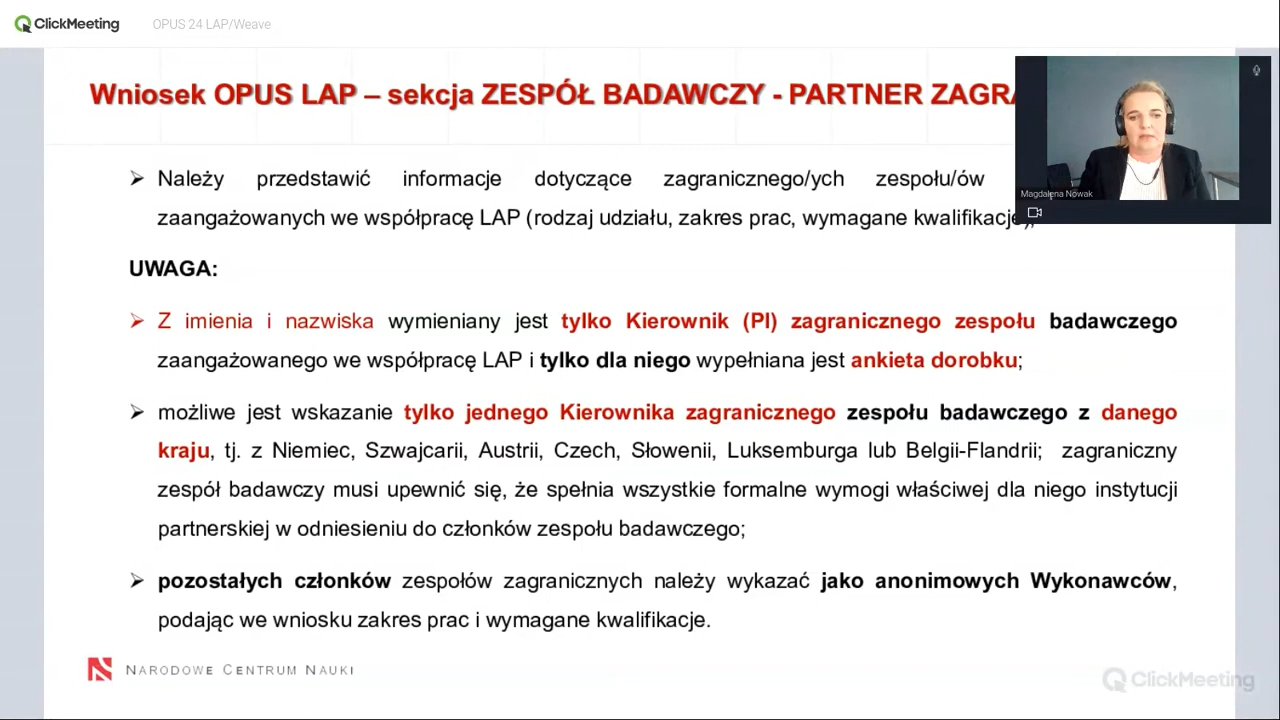 ClickMeeting
OPUS 24 LAP/Weave
Wniosek OPUS LAP – sekcja ZESPÓŁ BADAWCZY - PARTNER
➢ Należy przedstawić informacje dotyczące zagranicznego/ych zespołu/ów
zaangażowanych we współpracę LAP (rodzaj udziału, zakres prac, wymagane kwalifikacje);
Magdalena Nowak
UWAGA:
➢ Z imienia i nazwiska wymieniany jest tylko Kierownik (PI) zagranicznego zespołu badawczego
zaangażowanego we współpracę LAP i tylko dla niego wypełniana jest ankieta dorobku;
➢ możliwe jest wskazanie tylko jednego Kierownika zagranicznego zespołu badawczego z danego
kraju, tj. z Niemiec, Szwajcarii, Austrii, Czech, Słowenii, Luksemburga lub Belgii-Flandrii; zagraniczny
zespół badawczy musi upewnić się, że spełnia wszystkie formalne wymogi właściwej dla niego instytucji
partnerskiej w odniesieniu do członków zespołu badawczego;
➢ pozostałych członków zespołów zagranicznych należy wykazać jako anonimowych Wykonawców,
podając we wniosku zakres prac i wymagane kwalifikacje.
NARODOWE CENTRUM NAUKI
ClickMeeting